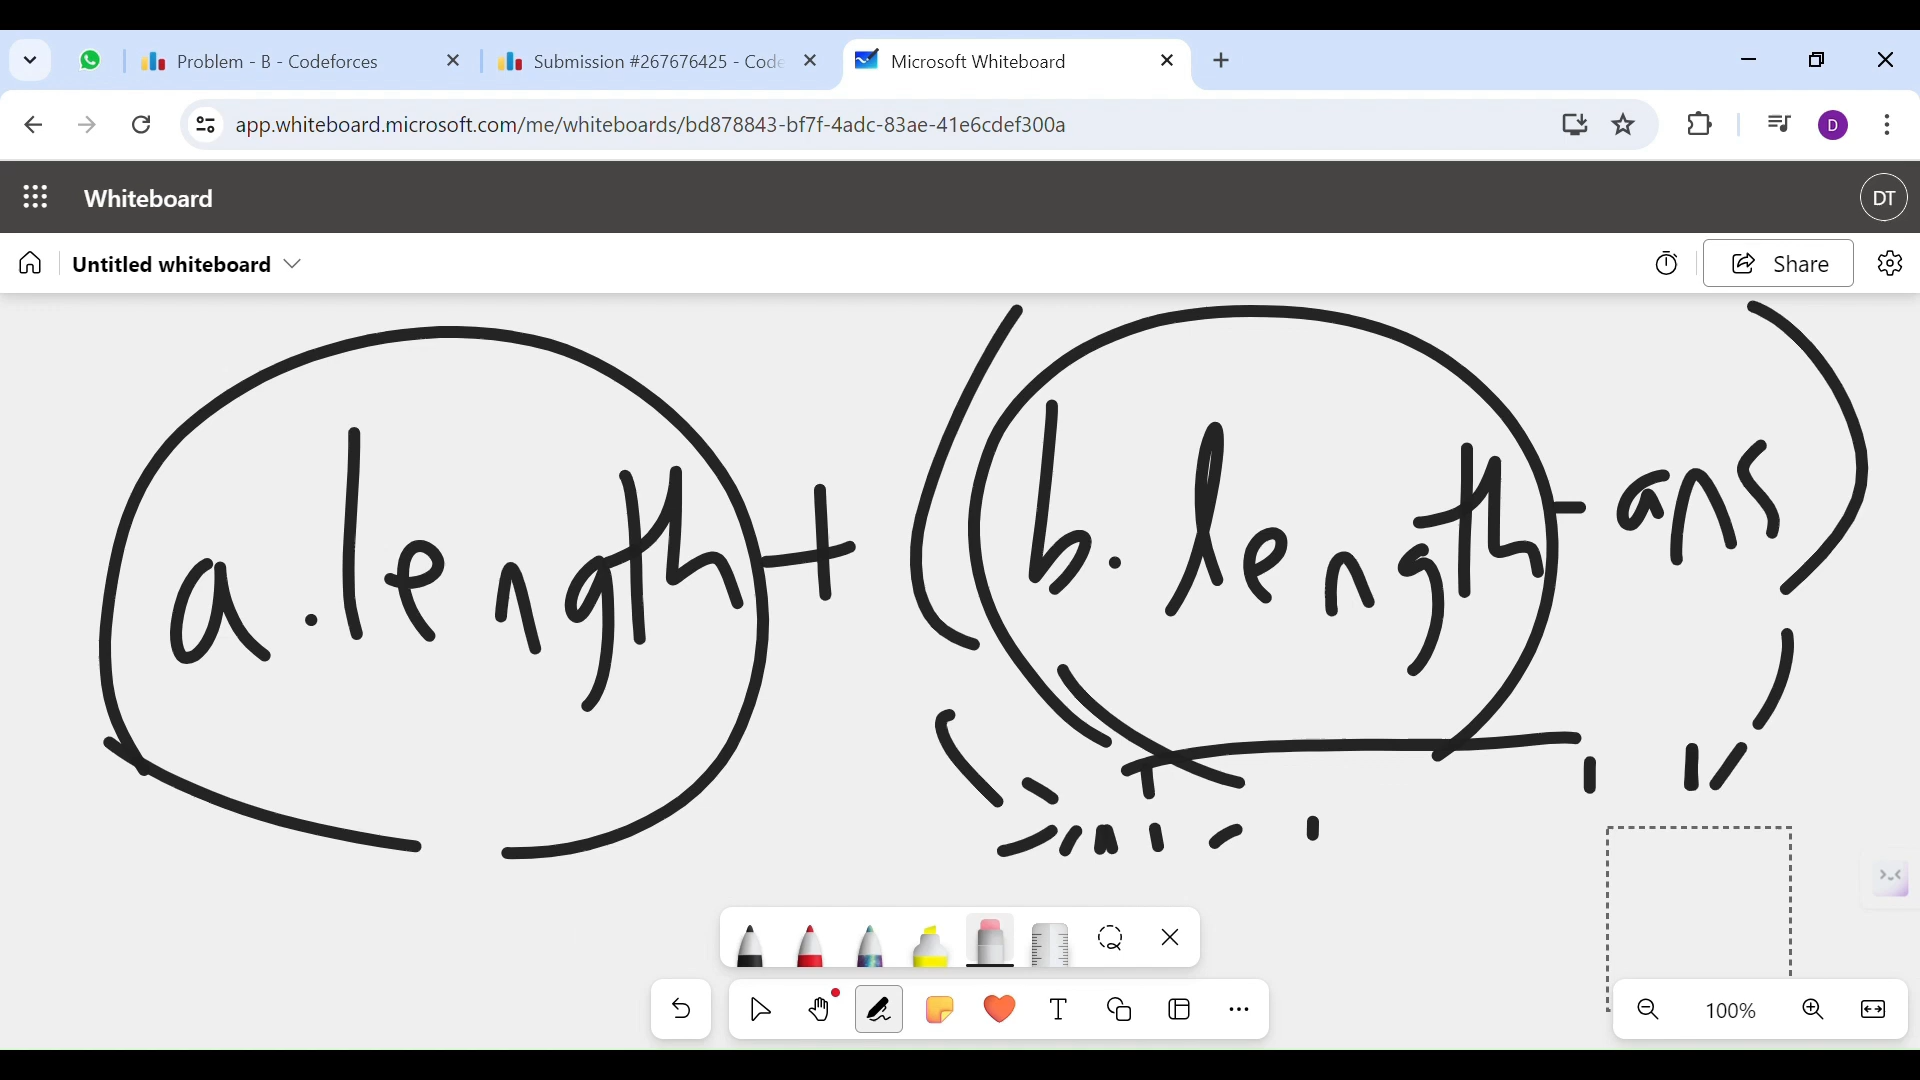 Problem - B - Codeforces
Submission #267676425 - Code
Microsoft Whiteboard
app.whiteboard.microsoft.com/me/whiteboards/bd878843-bf7f-4adc-83ae-41e6cdef300a
D
Whiteboard
DT
Untitled whiteboard
Share
a.length + (b.length - ans)
T
100%